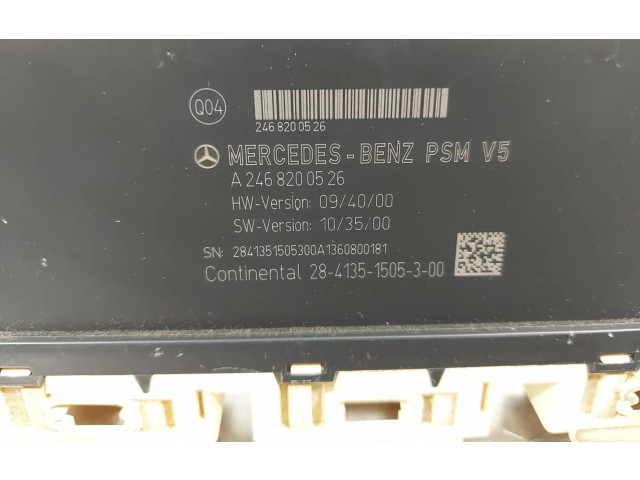 Q04
246 820 05 26
MERCEDES-BENZ PSM V5
A 246 820 05 26
HW-Version: 09/40/00
SW-Version: 10/35/00
SN: 2841351505300A1360800181
Continental 28-4135-1505-3-00